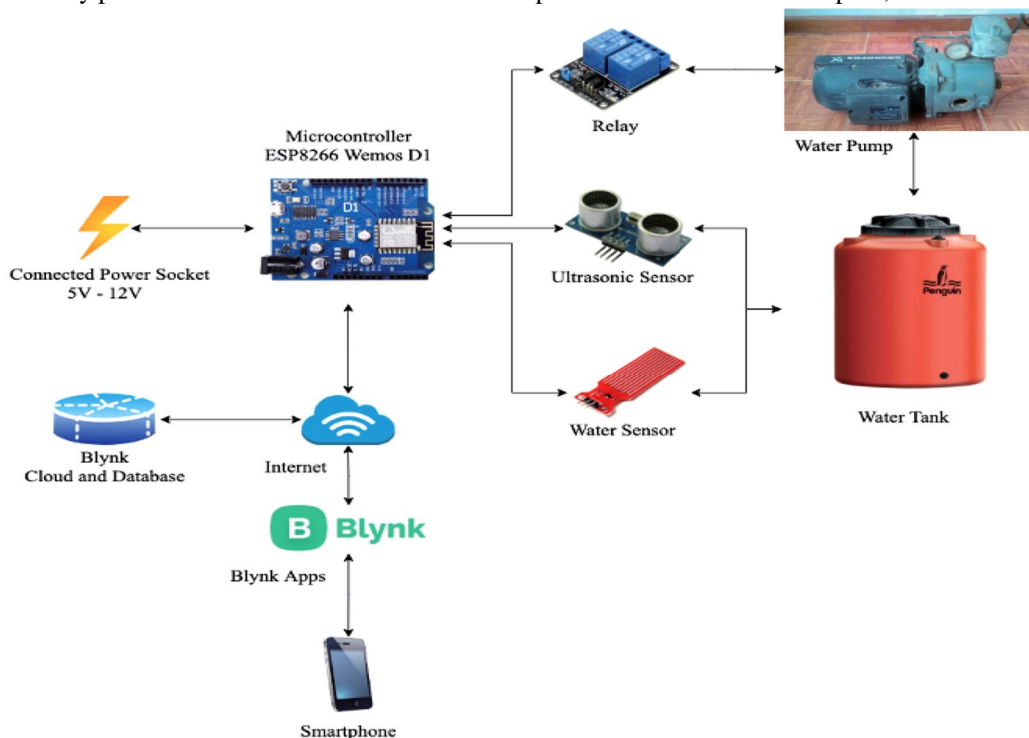 Relay
Water Pump
Microcontroller
ESP8266 Wemos D1
D1
Connected Power Socket
5V - 12V
Ultrasonic Sensor
Penguin
Water Tank
Water Sensor
Blynk
Cloud and Database
Internet
B Blynk
Blynk Apps
Smartphone